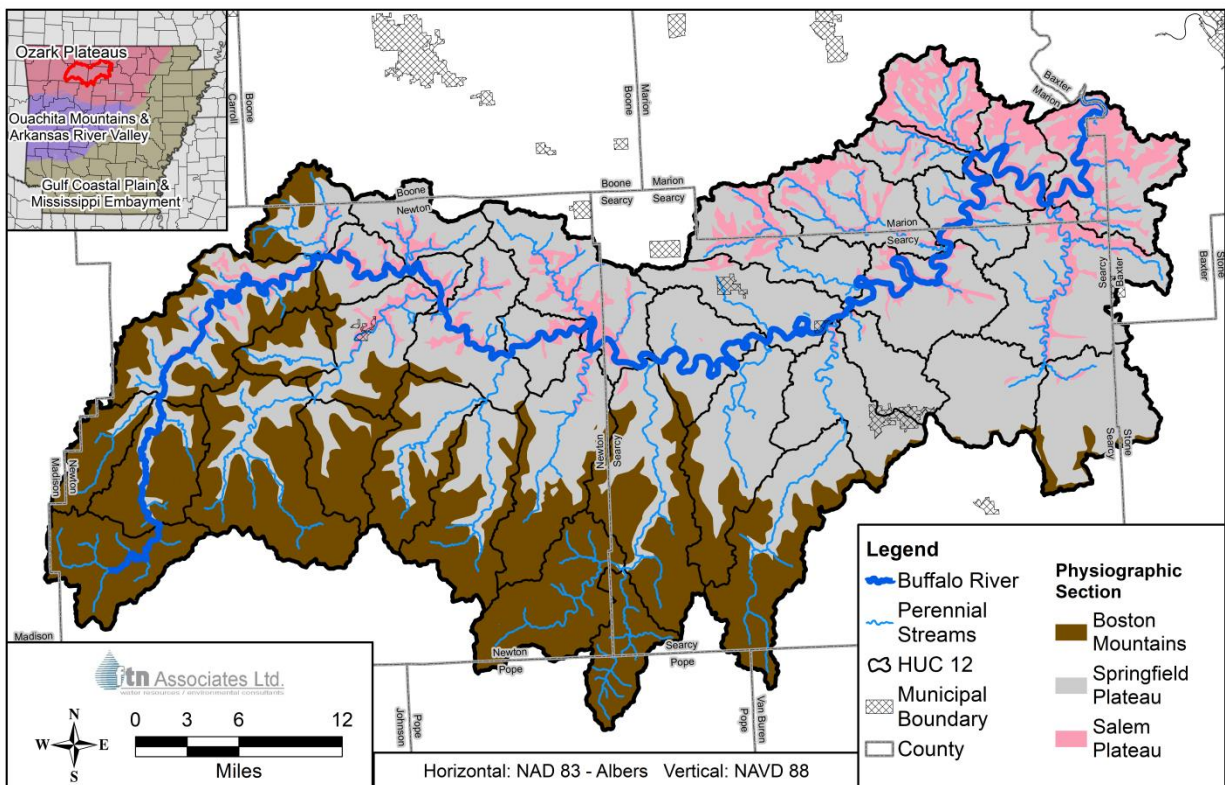 Ozark Plateaus
Ouachita Mountains &
Arkansas River Valley
Gulf Coastal Plain &
Mississippi Embayment
Carroll
Boone
Marion
Boone
Baxter
Marion
Boone
Newton
Boone
Searcy
Marion
Searcy
Marion
Searcy
Searcy
Baxter
Stone
Baxter
Madison
Newton
Newton
Searcy
Stone
Searcy
Madison
Newton
Pope
Searcy
Pope
Pope
Johnson
Van Buren
Pope
ftn Associates Ltd.
water resources / environmental consultants
N
W
E
S
0
3
6
12
Miles
Horizontal: NAD 83 - Albers Vertical: NAVD 88
Legend
Buffalo River
Perennial
Streams
HUC 12
Municipal
Boundary
County
Physiographic
Section
Boston
Mountains
Springfield
Plateau
Salem
Plateau